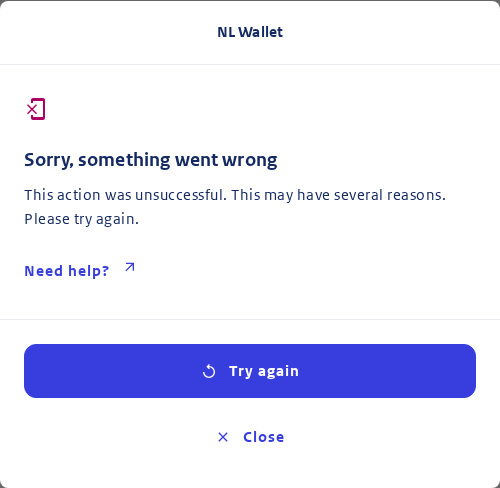 NL Wallet
Sorry, something went wrong
This action was unsuccessful. This may have several reasons.
Please try again.
Need help?
Try again
Close